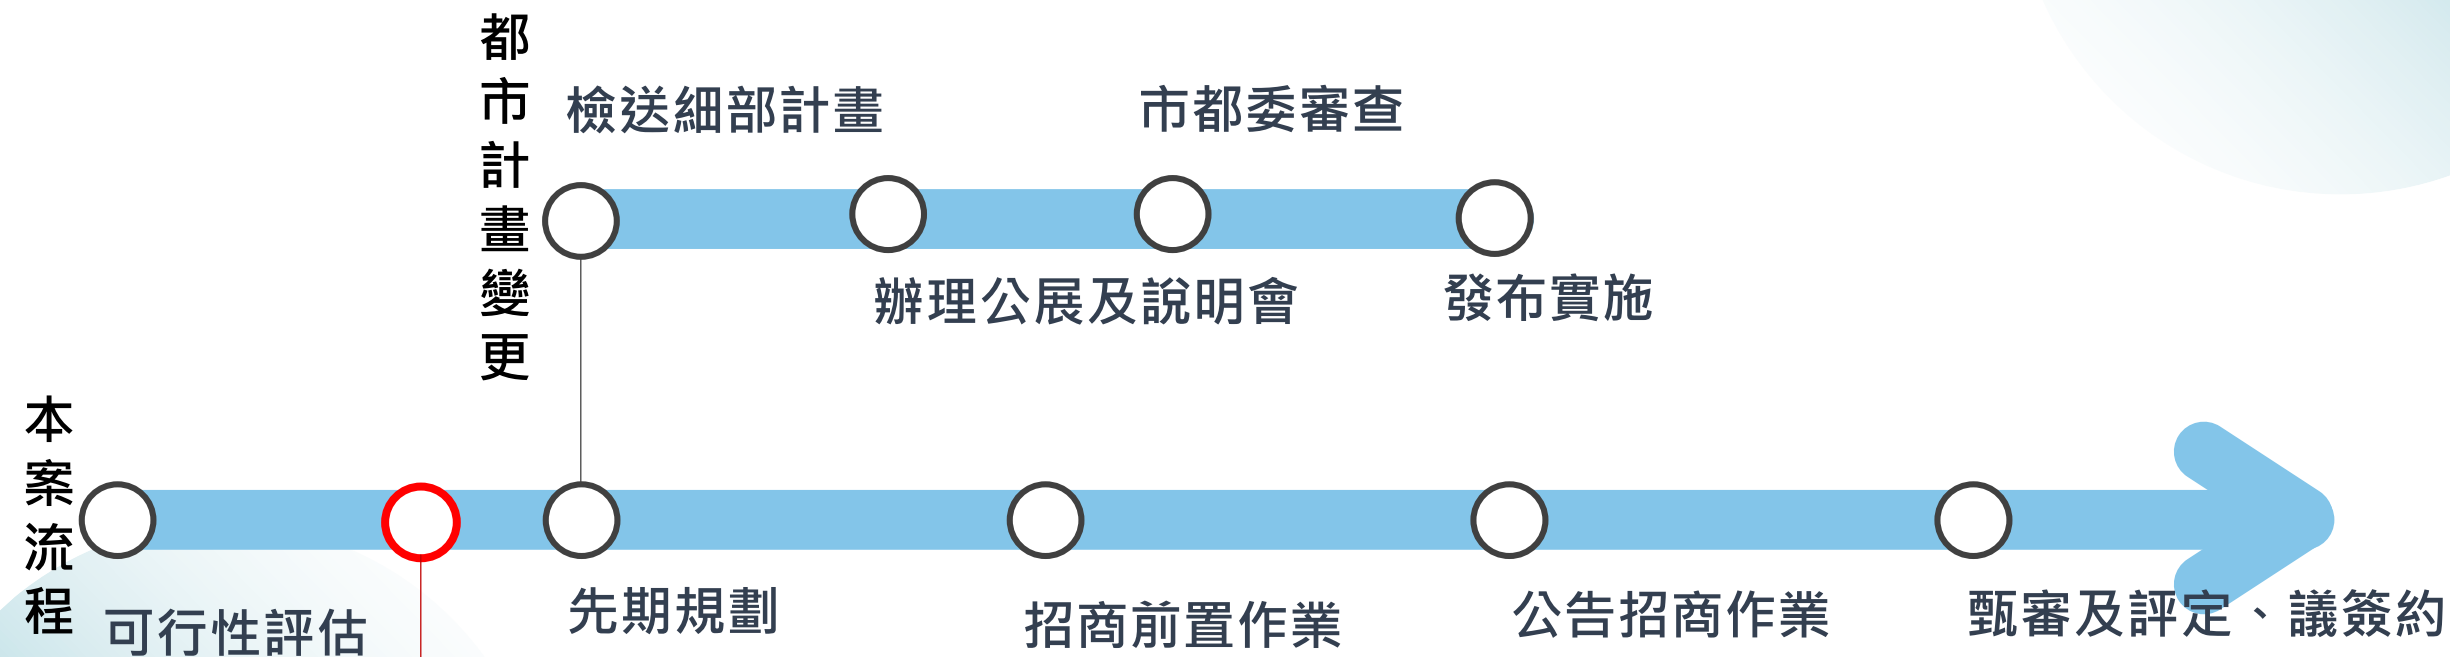 都市計畫變更
檢送細部計畫
市都委審查
辦理公展及說明會
發布實施
本案流程
可行性評估
先期規劃
招商前置作業
公告招商作業
甄審及評定、議簽約